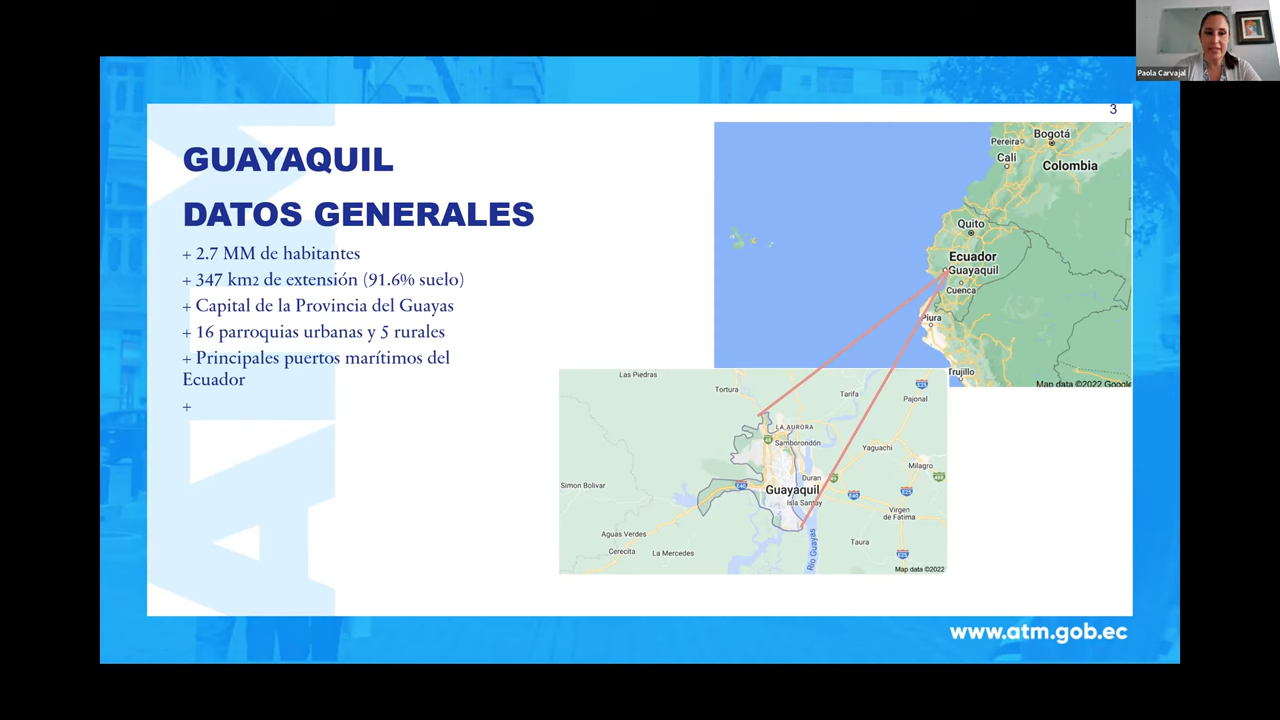 Paola Carvajal
3
GUAYAQUIL
DATOS GENERALES
+ 2.7 MM de habitantes
+ 347 km2 de extensión (91.6% suelo)
+ Capital de la Provincia del Guayas
+ 16 parroquias urbanas y 5 rurales
+ Principales puertos marítimos del
Ecuador
+
Bogotá
Pereira
Cali
Colombia
Quito
Ecuador
Guayaquil
Cuenca
Piura
Trujillo
Map data ©2022 Google
Las Piedras
Tortura
Tarifa
Pajonal
LA AURORA
Samborondón
Yaguachi
Milagro
Duran
Simon Bolivar
Guayaquil
Isla Santay
Virgen
de Fatima
Aguas Verdes
Cerecita
La Mercedes
Taura
Río Guayas
Map data ©2022
www.atm.gob.ec